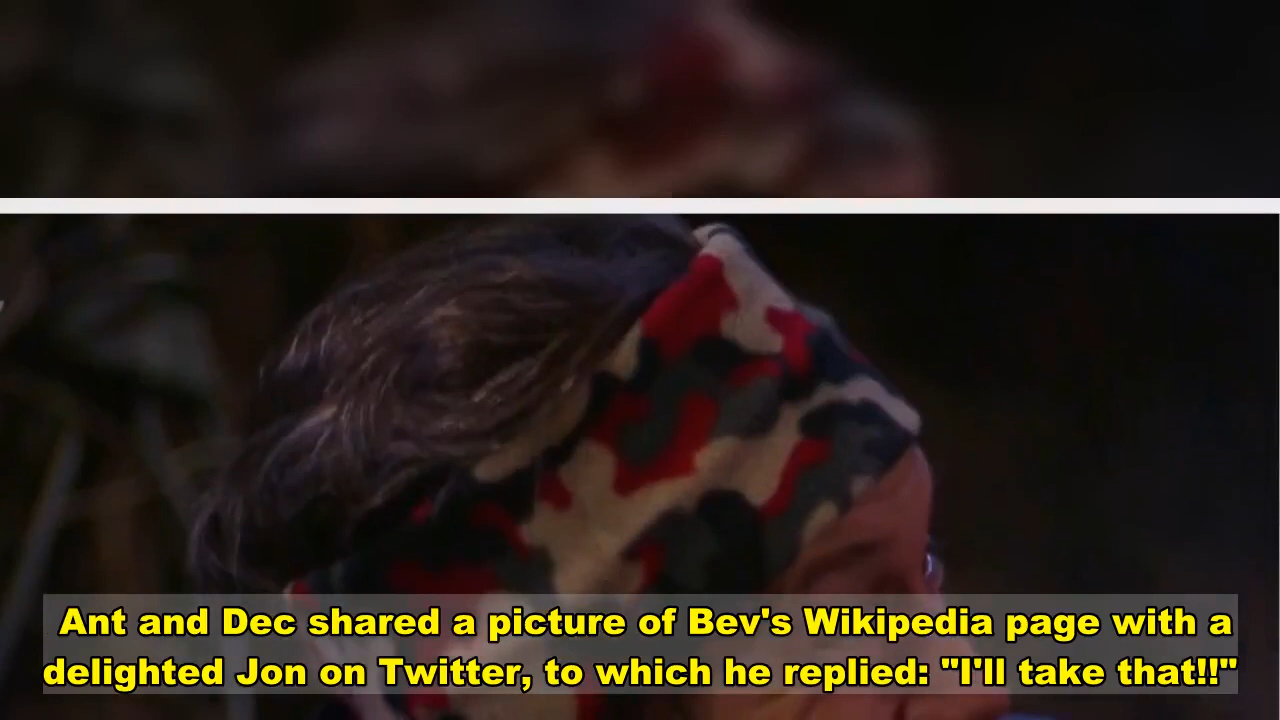 Ant and Dec shared a picture of Bev's Wikipedia page with a
delighted Jon on Twitter, to which he replied: "I'll take that!!"